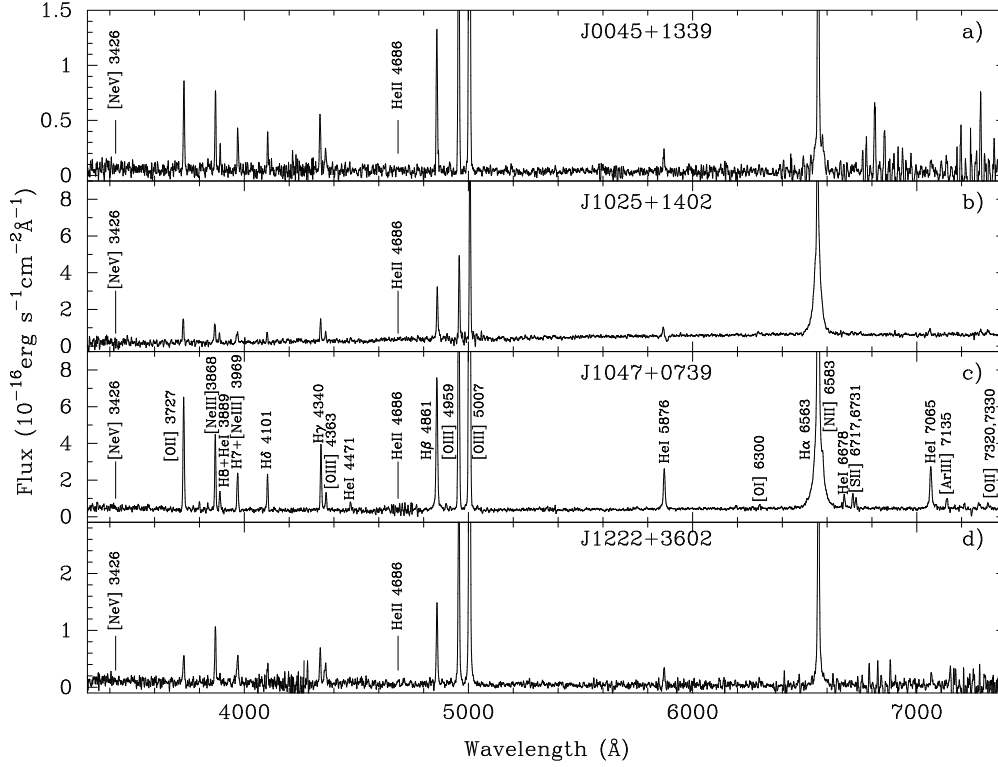 J0045+1339
a)
[NeV] 3426
HeII 4686
1.5
1
0.5
0
J1025+1402
b)
[NeV] 3426
HeII 4686
8
6
4
2
0
J1047+0739
c)
[NeV] 3426
[OII] 3727
[NeIII]3868
H8+HeI 3889
H7+[NeIII] 3969
Hδ 4101
Hγ 4340
[OIII] 4363
HeI 4471
HeII 4686
Hβ 4861
[OIII] 4959
[OIII] 5007
HeI 5876
[OI] 6300
Hα 6563
[NII] 6583
HeI 6678
[SII] 6717,6731
HeI 7065
[ArIII] 7135
[OII] 7320,7330
8
6
4
2
0
J1222+3602
d)
[NeV] 3426
HeII 4686
2
1
0
4000 5000 6000 7000
Wavelength (Å)
Flux (10⁻¹⁶erg s⁻¹cm⁻²Å⁻¹)